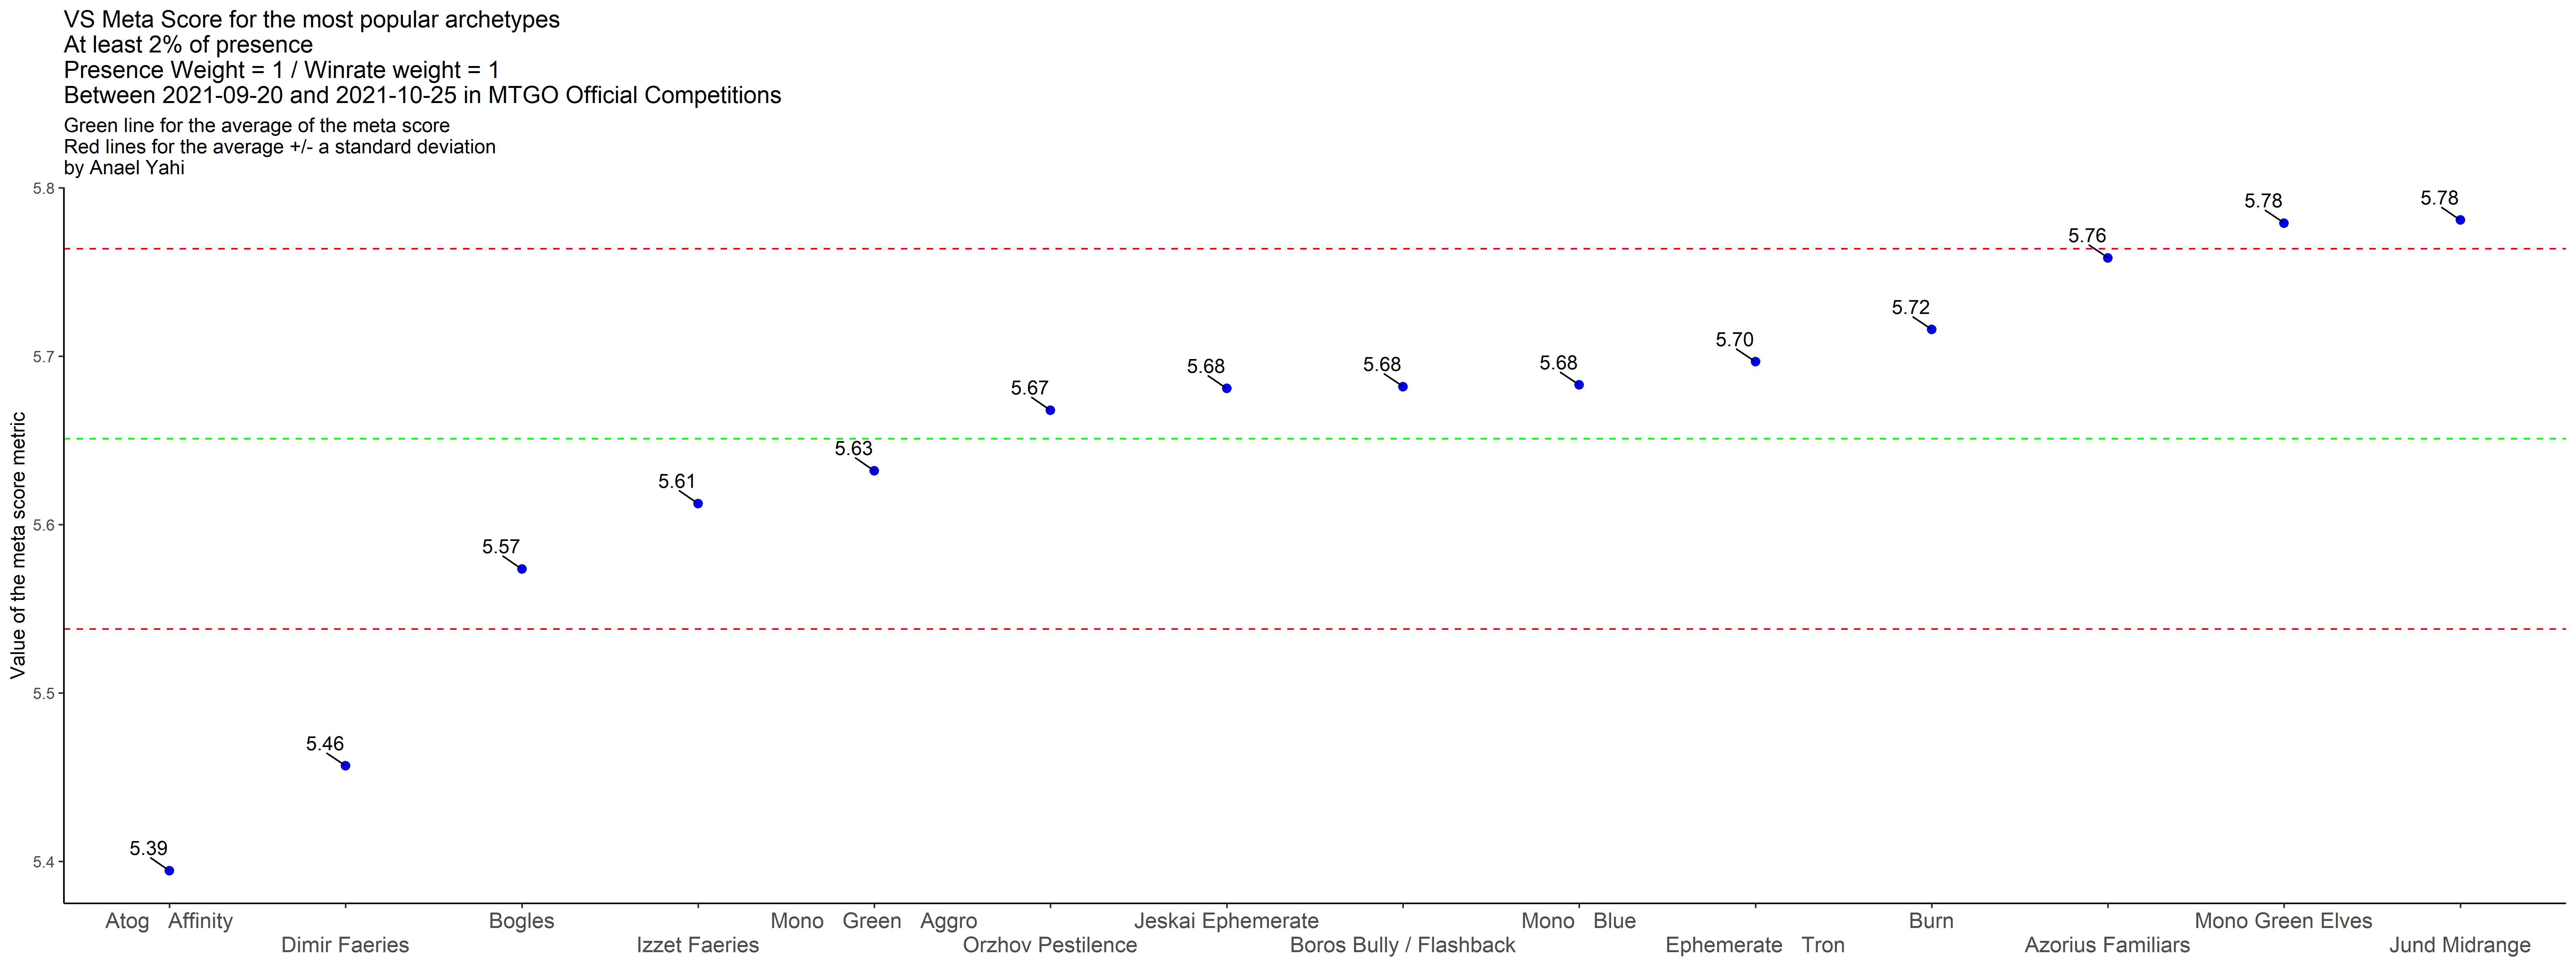 VS Meta Score for the most popular archetypes
At least 2% of presence
Presence Weight = 1 / Winrate weight = 1
Between 2021-09-20 and 2021-10-25 in MTGO Official Competitions
Green line for the average of the meta score
Red lines for the average +/- a standard deviation
by Anael Yahi
Value of the meta score metric
5.8
5.7
5.6
5.5
5.4
5.39
5.46
5.57
5.61
5.63
5.67
5.68
5.68
5.68
5.70
5.72
5.76
5.78
5.78
Atog Affinity
Dimir Faeries
Bogles
Izzet Faeries
Mono Green Aggro
Orzhov Pestilence
Jeskai Ephemerate
Boros Bully / Flashback
Mono Blue
Ephemerate Tron
Burn
Azorius Familiars
Mono Green Elves
Jund Midrange